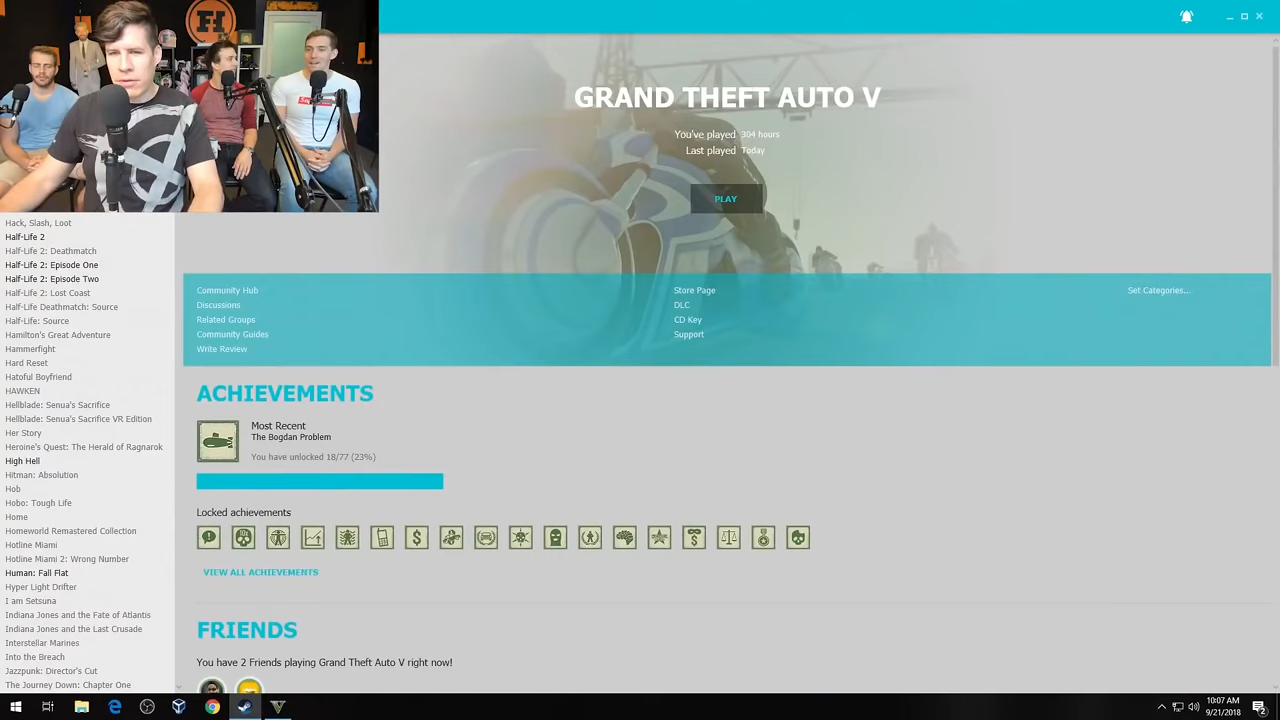 GRAND THEFT AUTO V
You've played 304 hours
Last played Today
PLAY
Hack, Slash, Loot
Half-Life 2
Half-Life 2: Deathmatch
Half-Life 2: Episode One
Half-Life 2: Episode Two
Half-Life 2: Lost Coast
Half-Life Deathmatch: Source
Half-Life: Source
Hamilton's Great Adventure
Hammerfight
Hard Reset
Hatoful Boyfriend
HAWKEN
Hellblade: Senua's Sacrifice
Hellblade: Senua's Sacrifice VR Edition
Her Story
Heroine's Quest: The Herald of Ragnarok
High Hell
Hitman: Absolution
Hob
Hobo: Tough Life
Home
Homeworld Remastered Collection
Hotline Miami
Hotline Miami 2: Wrong Number
Human: Fall Flat
Hyper Light Drifter
I am Setsuna
Indiana Jones and the Fate of Atlantis
Indiana Jones and the Last Crusade
Interstellar Marines
Into the Breach
Jazzpunk: Director's Cut
The Journey Down: Chapter One
Community Hub
Discussions
Related Groups
Community Guides
Write Review
Store Page
DLC
CD Key
Support
Set Categories...
ACHIEVEMENTS
Most Recent
The Bogdan Problem
You have unlocked 18/77 (23%)
Locked achievements
VIEW ALL ACHIEVEMENTS
FRIENDS
You have 2 Friends playing Grand Theft Auto V right now!
10:07 AM
9/21/2018
2